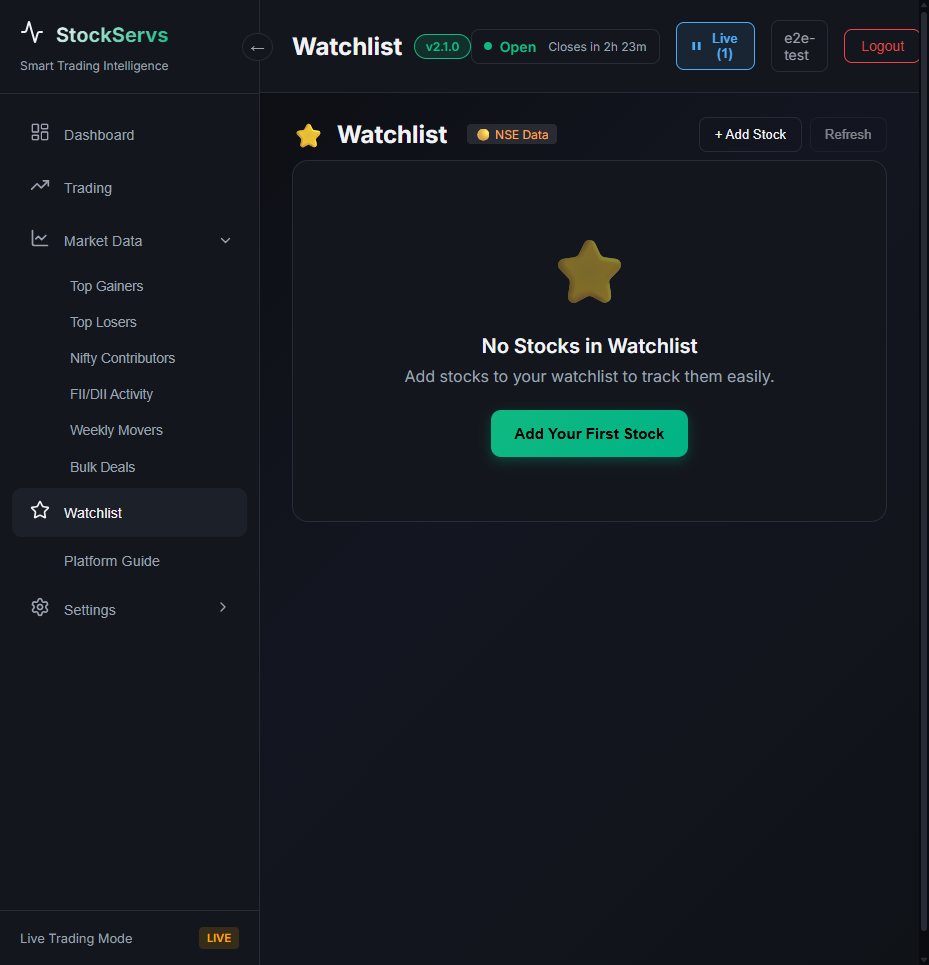 StockServs
Smart Trading Intelligence
←
Dashboard
Trading
Market Data
Top Gainers
Top Losers
Nifty Contributors
FII/DII Activity
Weekly Movers
Bulk Deals
Watchlist
Platform Guide
Settings
Live Trading Mode LIVE
Watchlist v2.1.0 Open Closes in 2h 23m
Live
(1)
e2e-
test
Logout
Watchlist NSE Data + Add Stock Refresh
No Stocks in Watchlist
Add stocks to your watchlist to track them easily.
Add Your First Stock